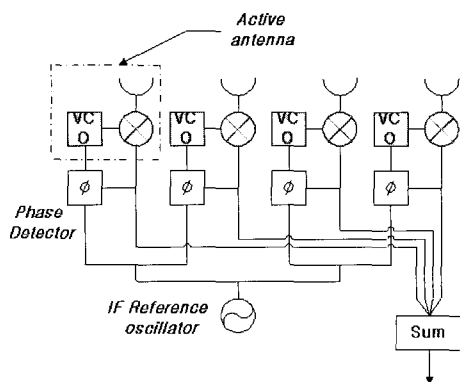 Active
antenna
VC
O
VC
O
VC
O
VC
O
φ
φ
φ
φ
Phase
Detector
IF Reference
oscillator
Sum